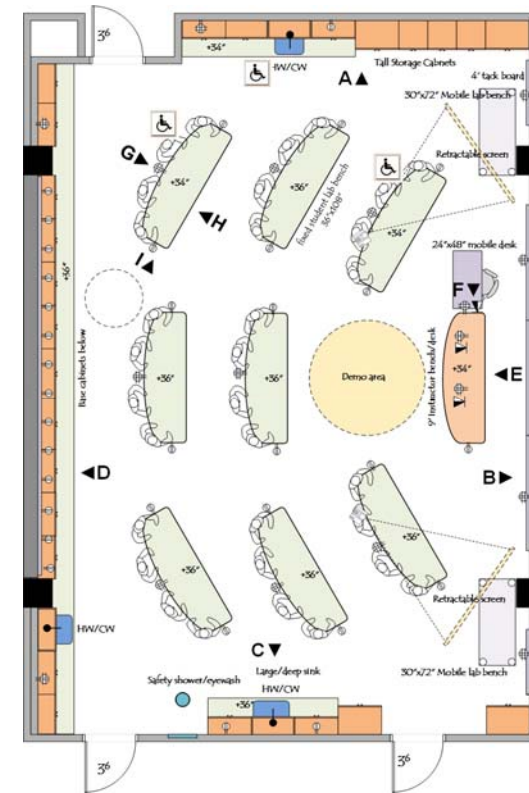 36
+34"
HW/CW
A
Tall Storage Cabnets
4' tack board
30"x72" Mobile lab bench
Retractable screen
G
+34"
H
+36"
fixed student lab bench
36"x108"
+34"
24"x48" mobile desk
I
F
+36"
Base cabinets below
+36"
+36"
Demo area
9' Instructor bench/desk
+34"
E
D
B
+36"
+36"
+36"
Retractable screen
HW/CW
C
Safety shower/eyewash
Large/deep sink
HW/CW
30"x72" Mobile lab bench
+36"
36
36